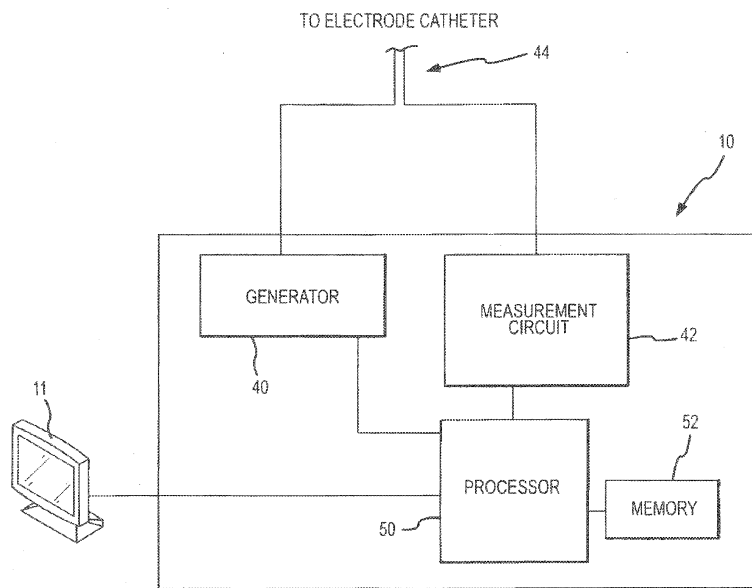 TO ELECTRODE CATHETER
44
10
GENERATOR
MEASUREMENT
CIRCUIT
40
42
11
52
PROCESSOR
MEMORY
50